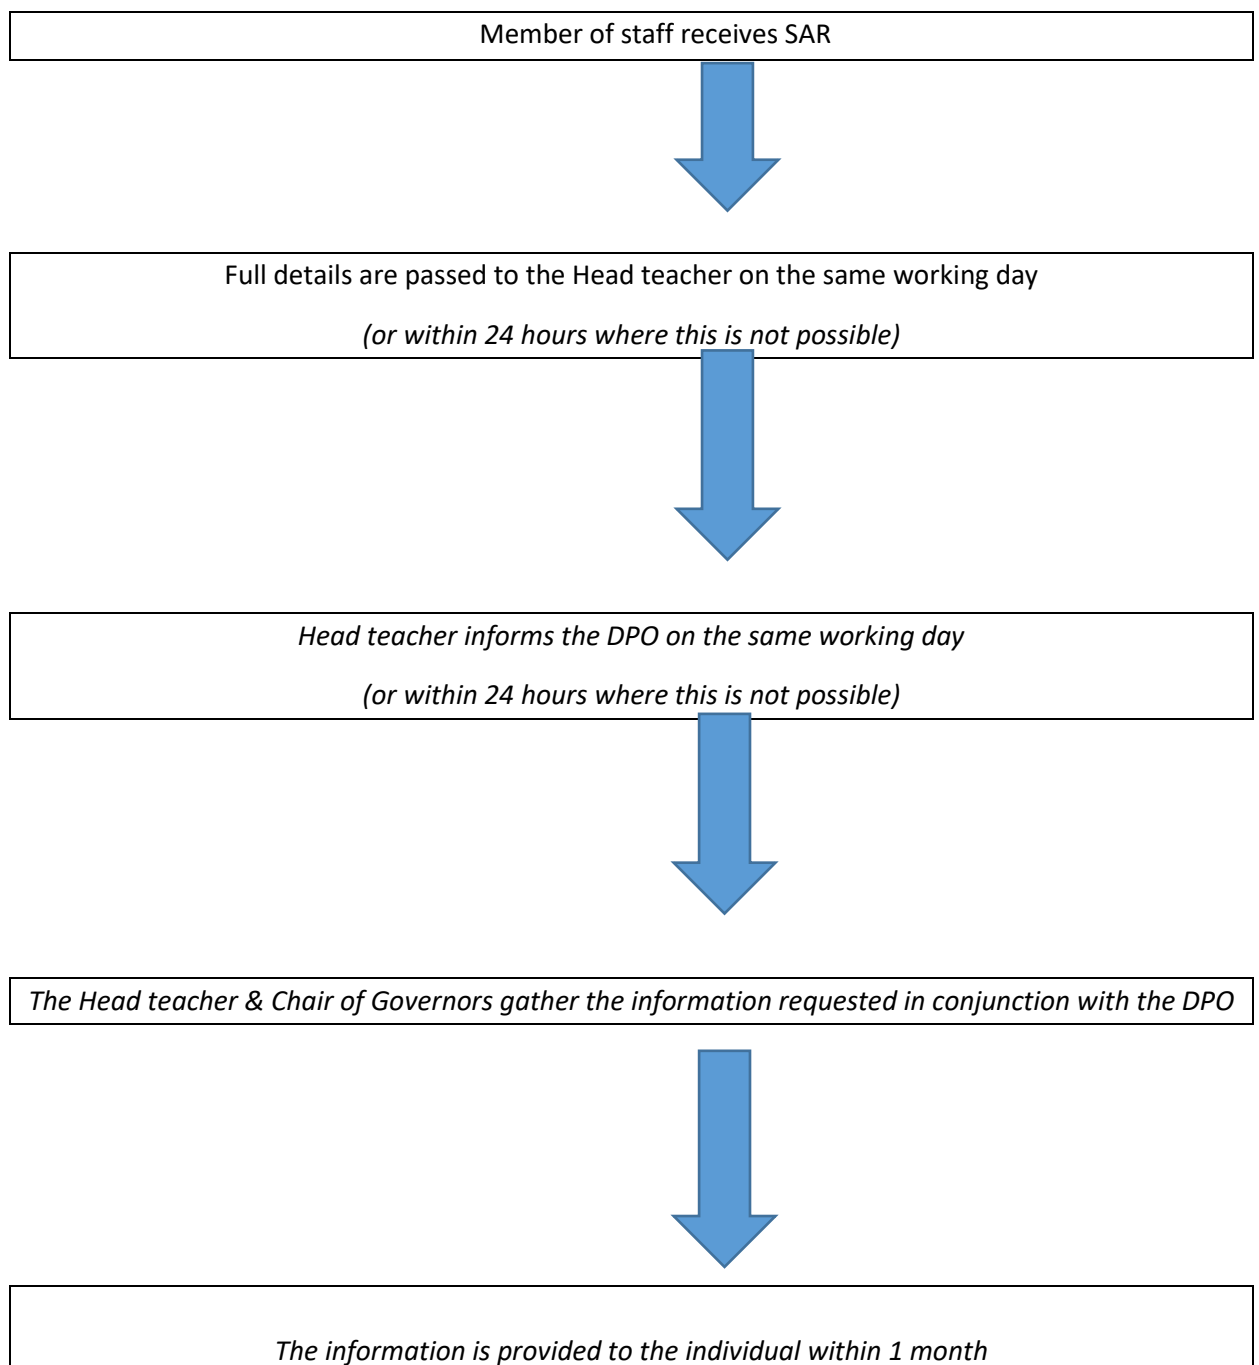 Member of staff receives SAR
Full details are passed to the Head teacher on the same working day
(or within 24 hours where this is not possible)
Head teacher informs the DPO on the same working day
(or within 24 hours where this is not possible)
The Head teacher & Chair of Governors gather the information requested in conjunction with the DPO
The information is provided to the individual within 1 month